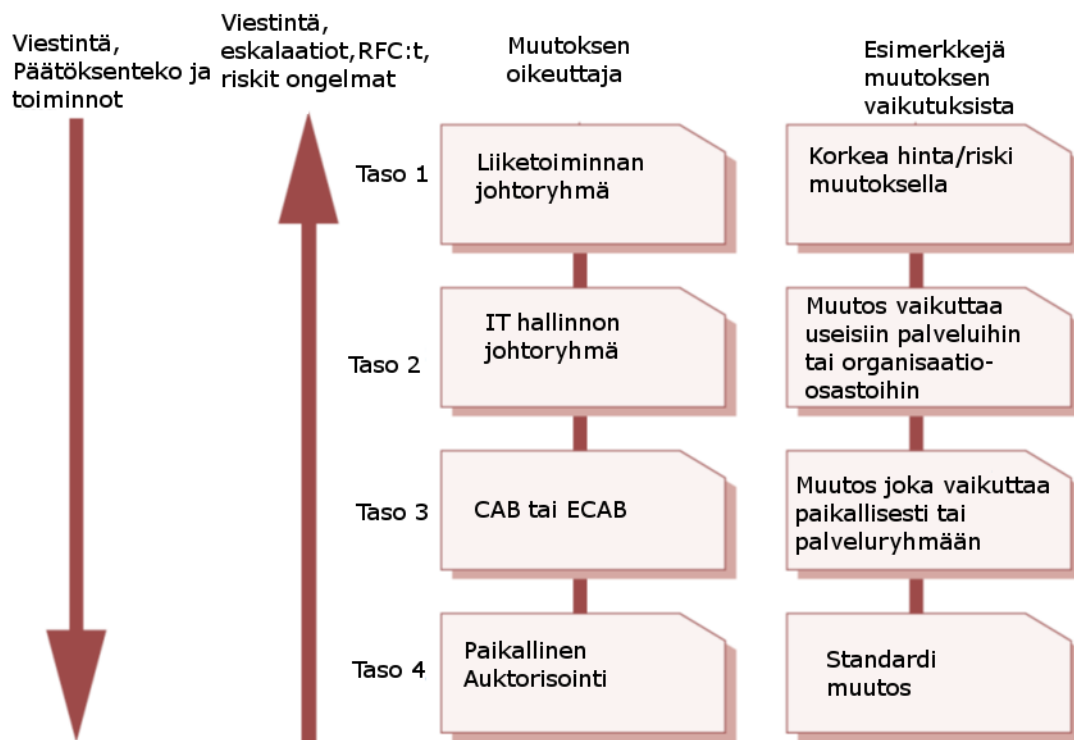 Viestintä,
Päätöksenteko ja
toiminnot
Viestintä,
eskalaatiot,RFC:t,
riskit ongelmat
Muutoksen
oikeuttaja
Esimerkkejä
muutoksen
vaikutuksista
Taso 1
Liiketoiminnan
johtoryhmä
Korkea hinta/riski
muutoksella
Taso 2
IT hallinnon
johtoryhmä
Muutos vaikuttaa
useisiin palveluihin
tai organisaatio-
osastoihin
Taso 3
CAB tai ECAB
Muutos joka vaikuttaa
paikallisesti tai
palveluryhmään
Taso 4
Paikallinen
Auktorisointi
Standardi
muutos